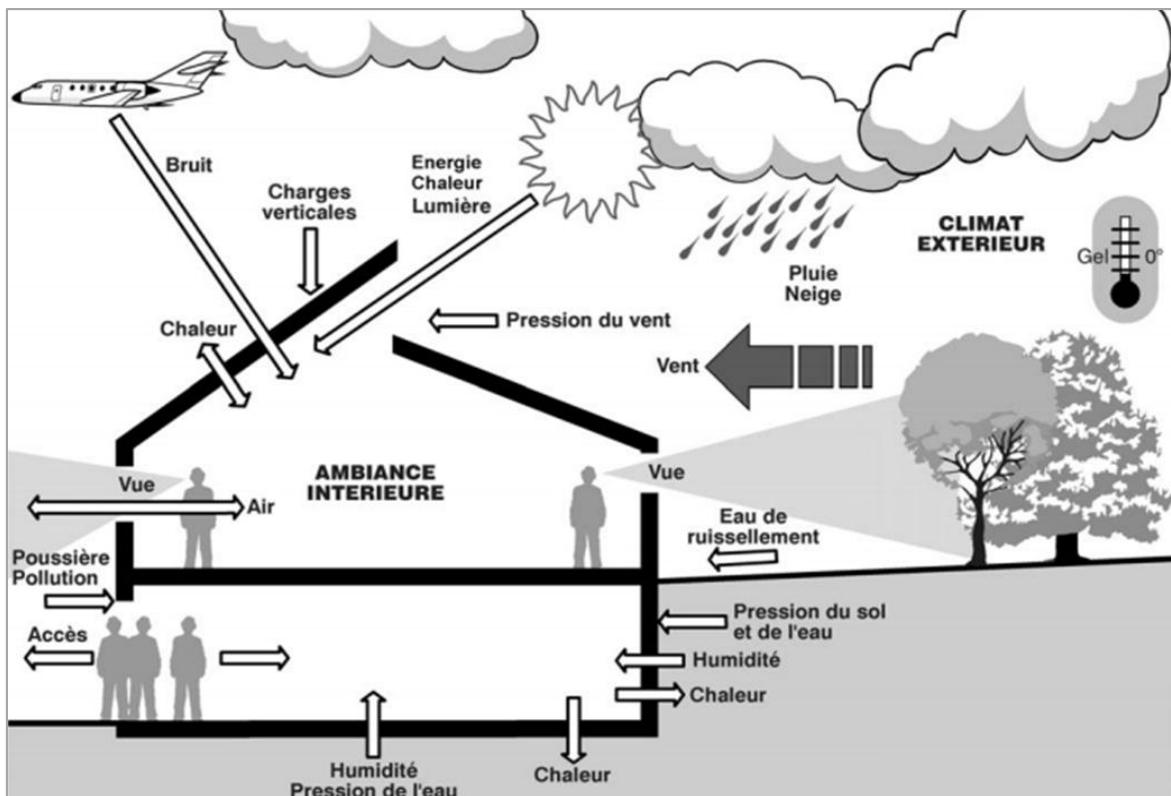 Bruit
Energie
Chaleur
Lumière
Charges
verticales
CLIMAT
EXTERIEUR
Gel 0°
Pluie
Neige
Chaleur
Pression du vent
Vent
Vue
AMBIANCE
INTERIEURE
Vue
Air
Eau de
ruissellement
Poussière
Pollution
Accès
Pression du sol
et de l'eau
Humidité
Chaleur
Humidité
Pression de l'eau
Chaleur